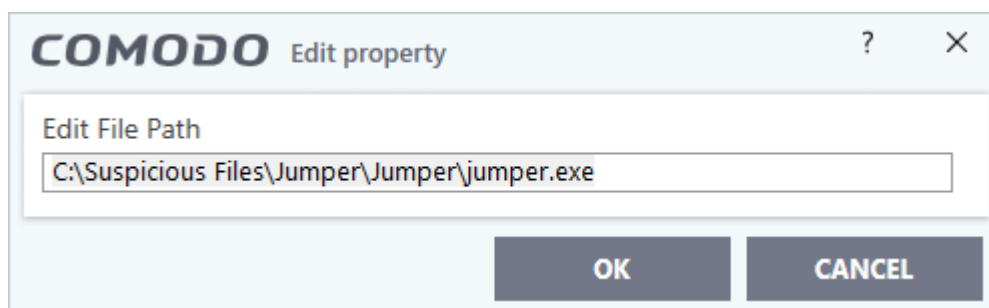 COMODO Edit property ? ×
Edit File Path
C:\Suspicious Files\Jumper\Jumper\jumper.exe
OK CANCEL